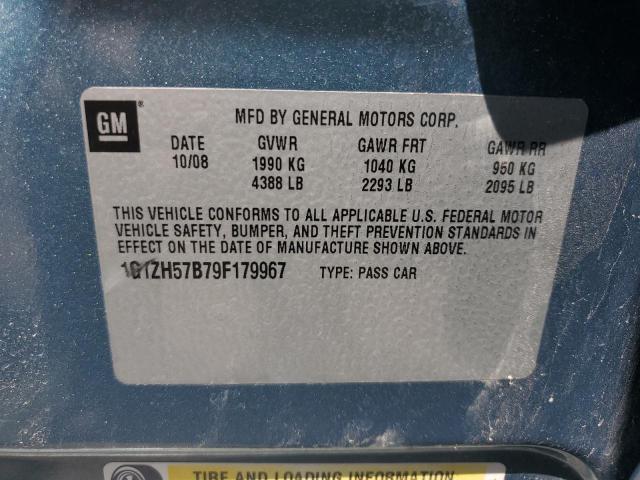 GM ®
MFD BY GENERAL MOTORS CORP.
DATE GVWR GAWR FRT GAWR RR
10/08 1990 KG 1040 KG 950 KG
4388 LB 2293 LB 2095 LB
THIS VEHICLE CONFORMS TO ALL APPLICABLE U.S. FEDERAL MOTOR
VEHICLE SAFETY, BUMPER, AND THEFT PREVENTION STANDARDS IN
EFFECT ON THE DATE OF MANUFACTURE SHOWN ABOVE.
1G1ZH57B79F179967 TYPE: PASS CAR
TIRE AND LOADING INFORMATION